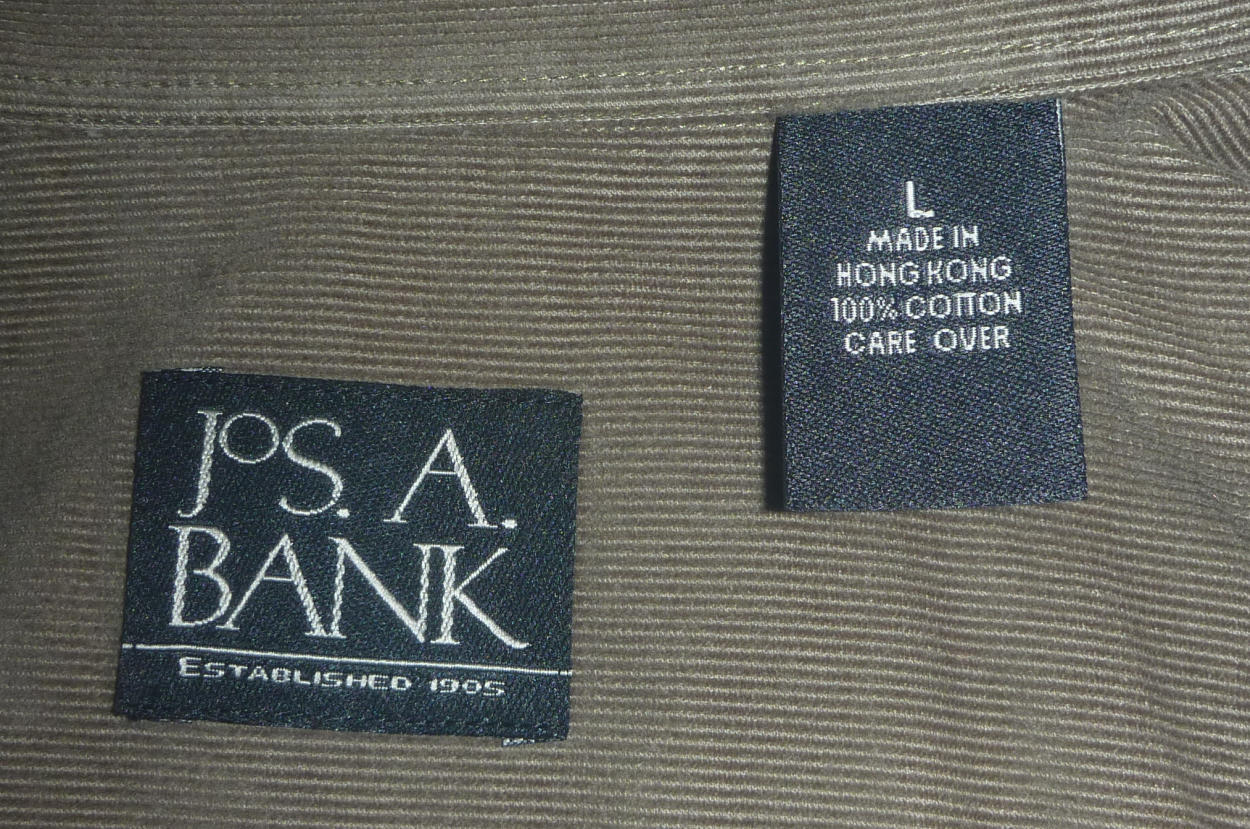 JOS. A.
BANK
ESTABLISHED 1905
L
MADE IN
HONG KONG
100% COTTON
CARE OVER